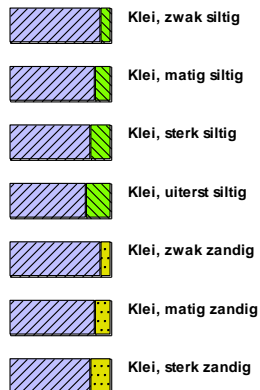 Klei, zwak siltig
Klei, matig siltig
Klei, sterk siltig
Klei, uiterst siltig
Klei, zwak zandig
Klei, matig zandig
Klei, sterk zandig